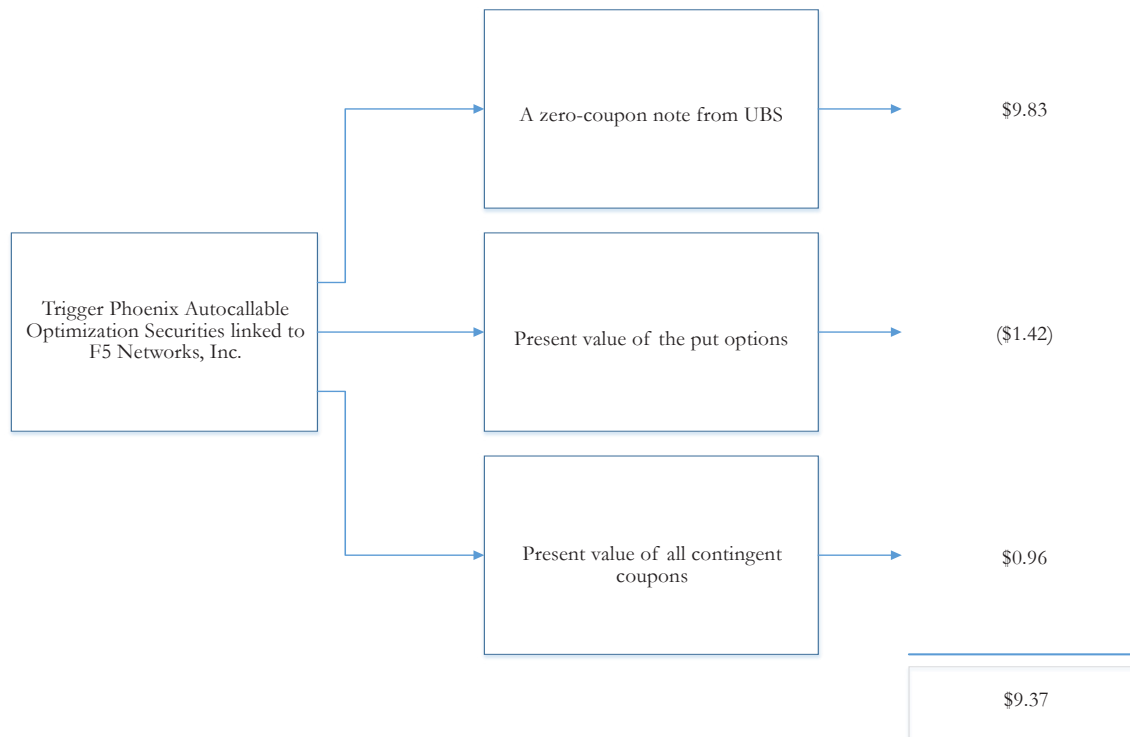 A zero-coupon note from UBS
$9.83
Trigger Phoenix Autocallable
Optimization Securities linked to
F5 Networks, Inc.
Present value of the put options
($1.42)
Present value of all contingent
coupons
$0.96
$9.37